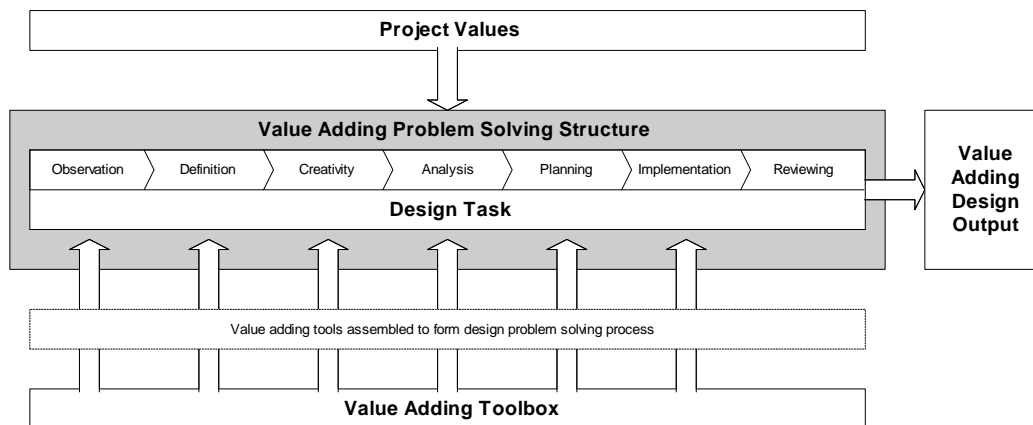 Project Values
Value Adding Problem Solving Structure
Observation
Definition
Creativity
Analysis
Planning
Implementation
Reviewing
Design Task
Value
Adding
Design
Output
Value adding tools assembled to form design problem solving process
Value Adding Toolbox